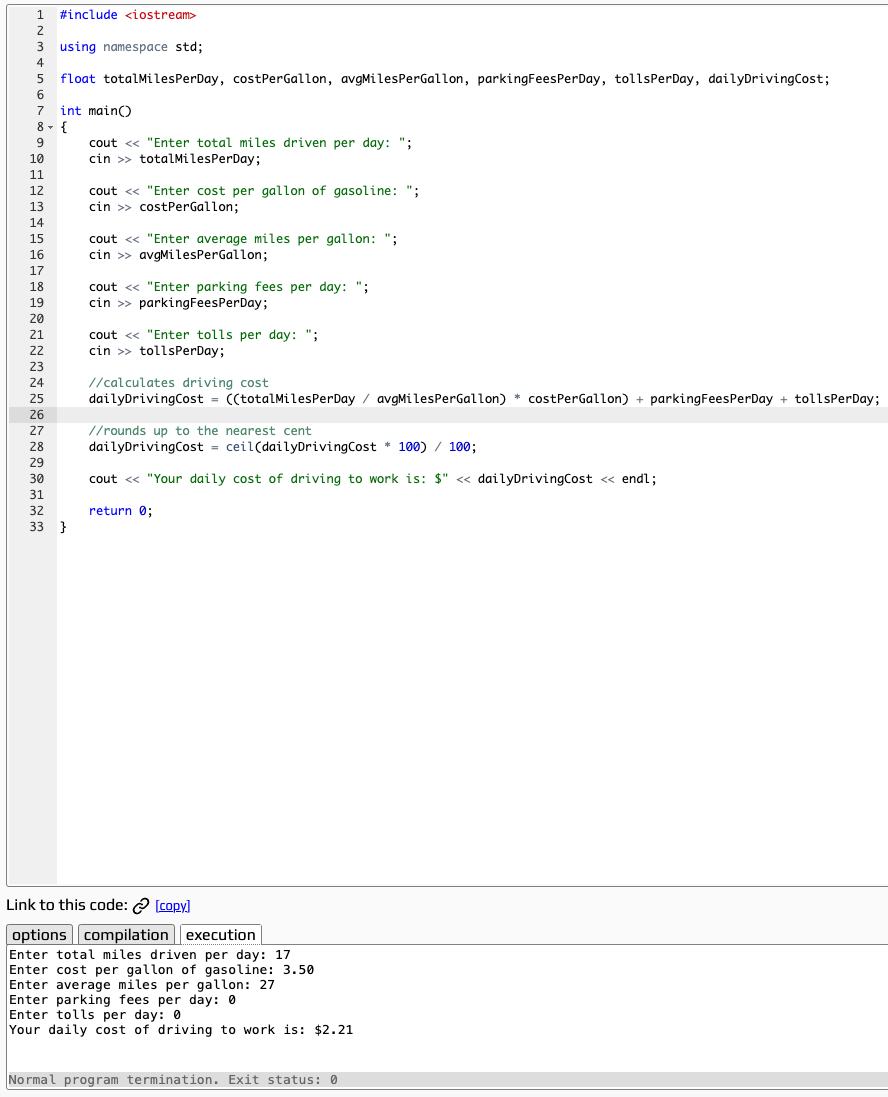 1 #include <iostream>
2
3 using namespace std;
4
5 float totalMilesPerDay, costPerGallon, avgMilesPerGallon, parkingFeesPerDay, tollsPerDay, dailyDrivingCost;
6
7 int main()
8 {
9     cout << "Enter total miles driven per day: ";
10     cin >> totalMilesPerDay;
11
12     cout << "Enter cost per gallon of gasoline: ";
13     cin >> costPerGallon;
14
15     cout << "Enter average miles per gallon: ";
16     cin >> avgMilesPerGallon;
17
18     cout << "Enter parking fees per day: ";
19     cin >> parkingFeesPerDay;
20
21     cout << "Enter tolls per day: ";
22     cin >> tollsPerDay;
23
24     //calculates driving cost
25     dailyDrivingCost = ((totalMilesPerDay / avgMilesPerGallon) * costPerGallon) + parkingFeesPerDay + tollsPerDay;
26
27     //rounds up to the nearest cent
28     dailyDrivingCost = ceil(dailyDrivingCost * 100) / 100;
29
30     cout << "Your daily cost of driving to work is: $" << dailyDrivingCost << endl;
31
32     return 0;
33 }
Link to this code: [copy]
options compilation execution
Enter total miles driven per day: 17
Enter cost per gallon of gasoline: 3.50
Enter average miles per gallon: 27
Enter parking fees per day: 0
Enter tolls per day: 0
Your daily cost of driving to work is: $2.21
Normal program termination. Exit status: 0